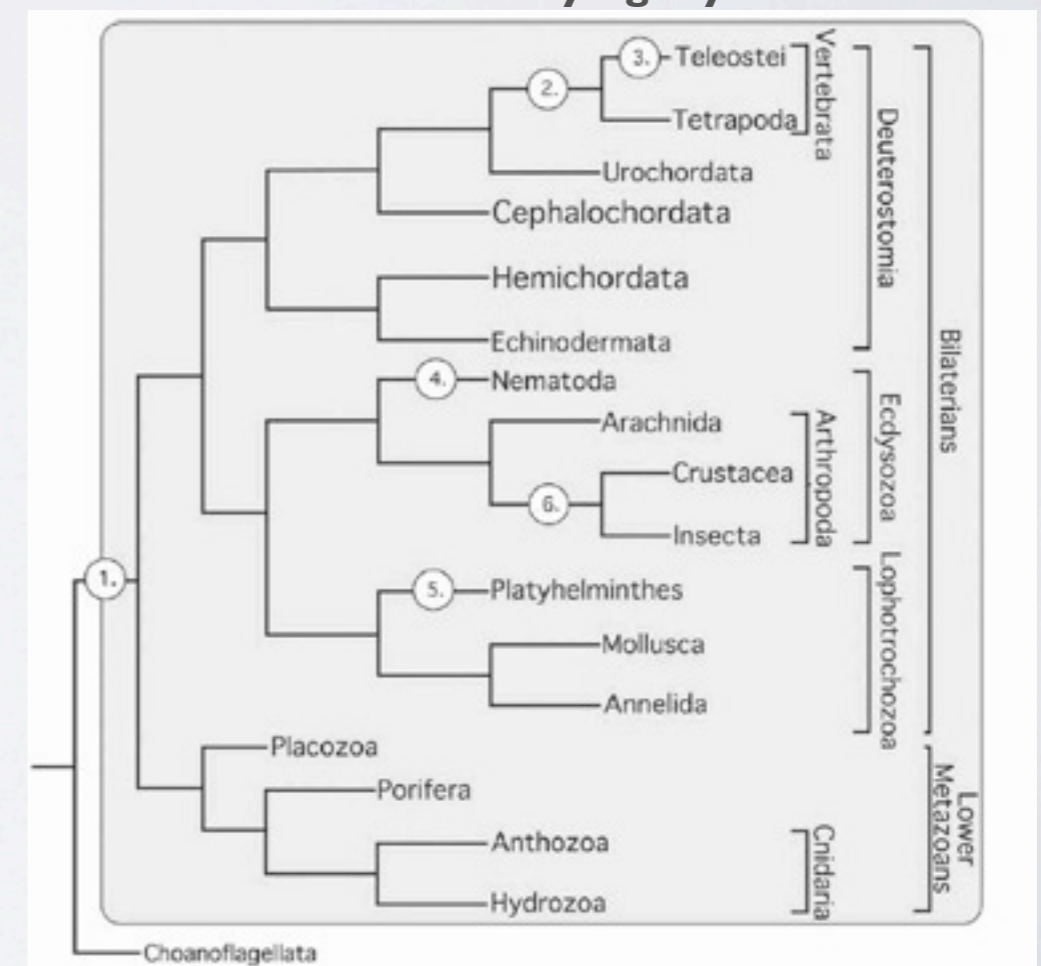 3.
Teleostei
2.
Tetrapoda
Vertebrata
Urochordata
Cephalochordata
Deuterostomia
Hemichordata
Echinodermata
4.
Nematoda
Arachnida
Crustacea
6.
Insecta
Arthropoda
Ecdysozoa
Bilaterians
1.
5.
Platyhelminthes
Mollusca
Annelida
Lophotrochozoa
Placozoa
Porifera
Anthozoa
Hydrozoa
Cnidaria
Lower
Metazoans
Choanoflagellata